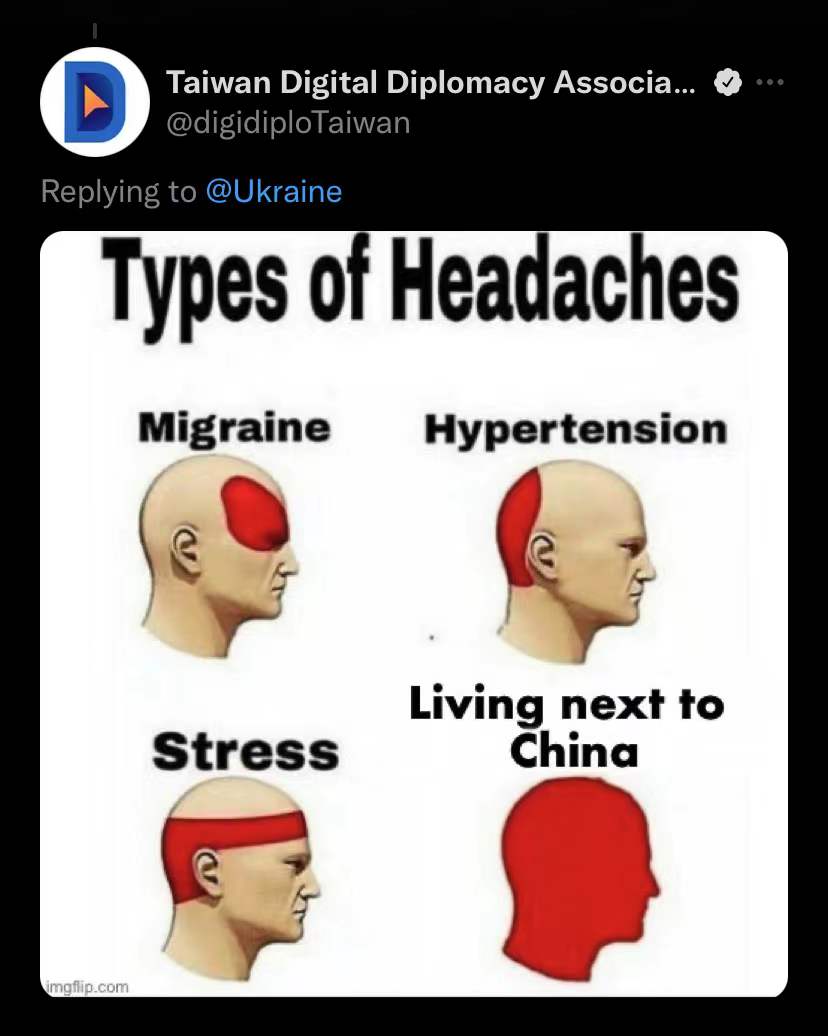 Taiwan Digital Diplomacy Associa...
@digidiploTaiwan
Replying to @Ukraine
Types of Headaches
Migraine
Hypertension
Stress
Living next to
China
imgflip.com